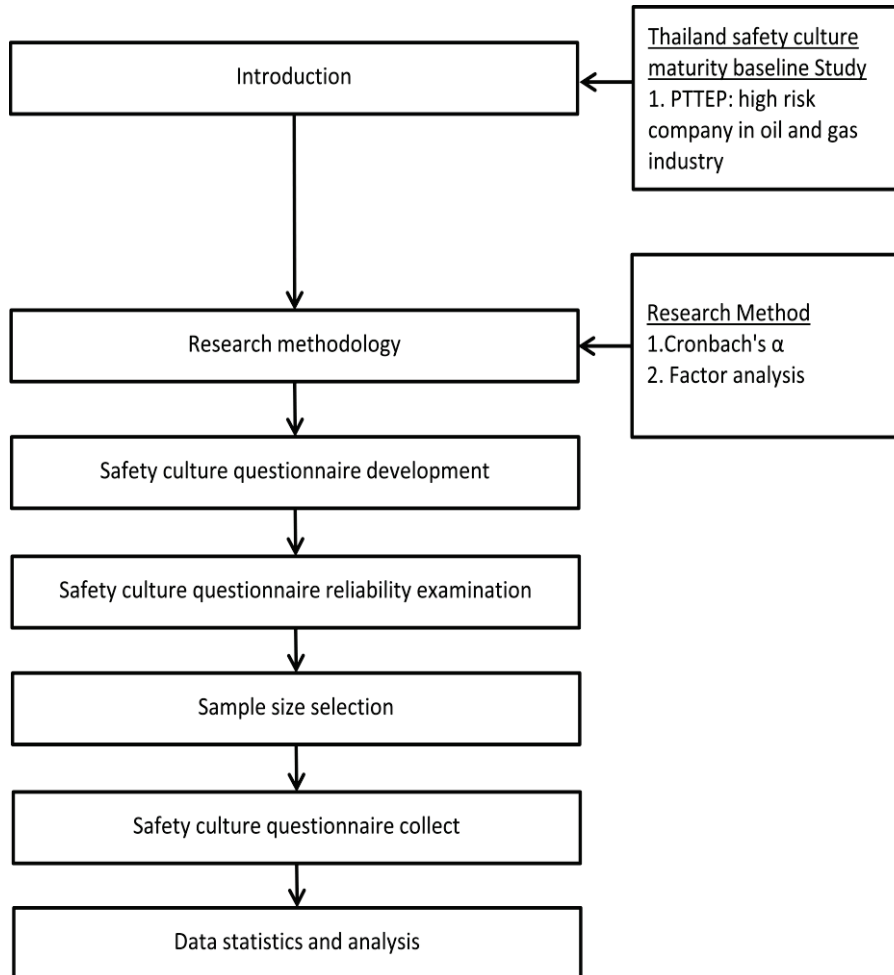 Introduction
Thailand safety culture
maturity baseline Study
1. PTTEP: high risk
company in oil and gas
industry
Research methodology
Research Method
1.Cronbach's α
2. Factor analysis
Safety culture questionnaire development
Safety culture questionnaire reliability examination
Sample size selection
Safety culture questionnaire collect
Data statistics and analysis